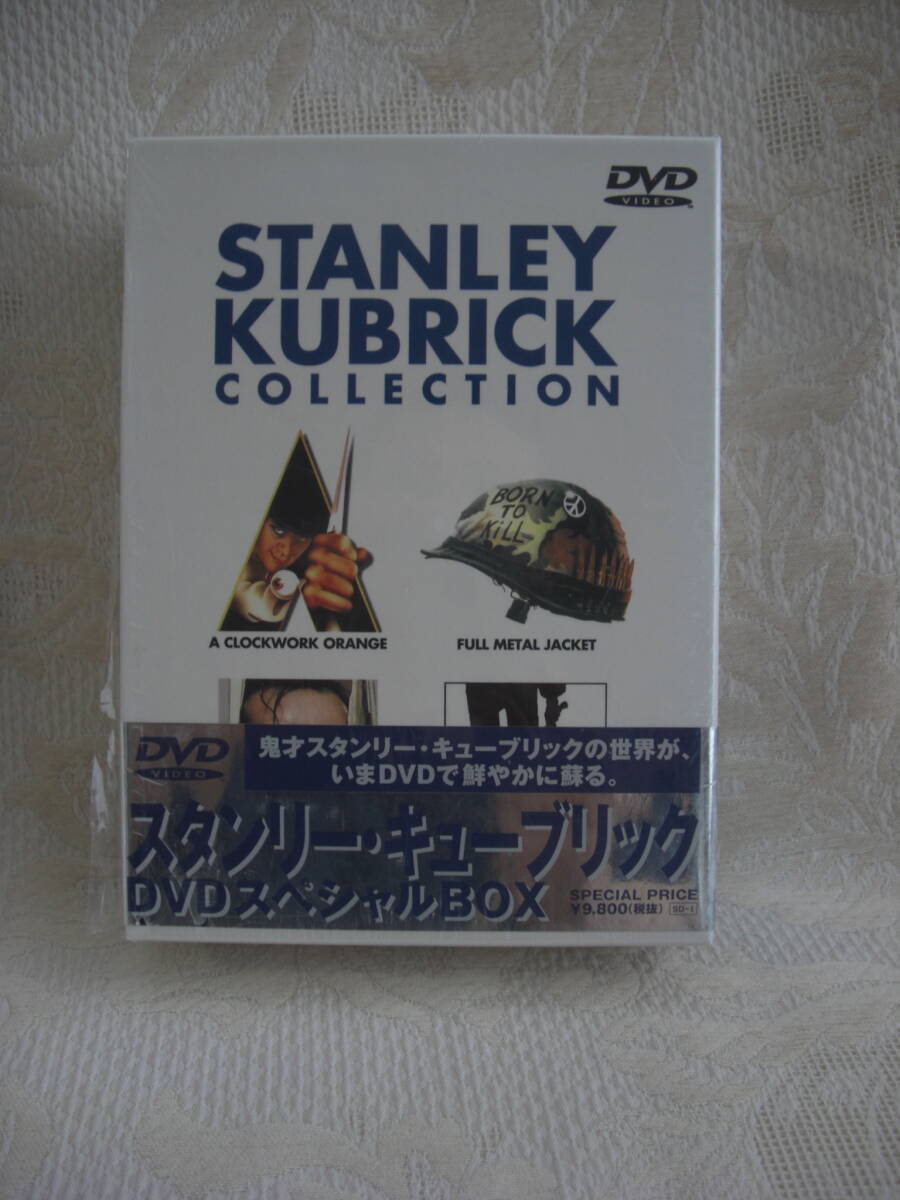 DVD
VIDEO
STANLEY
KUBRICK
COLLECTION
BORN
TO
KiLL
A CLOCKWORK ORANGE
FULL METAL JACKET
DVD
VIDEO
鬼才スタンリー・キューブリックの世界が、
いまDVDで鮮やかに蘇る。
スタンリー・キューブリック
DVDスペシャルBOX
SPECIAL PRICE
¥9,800(税抜) SD-1